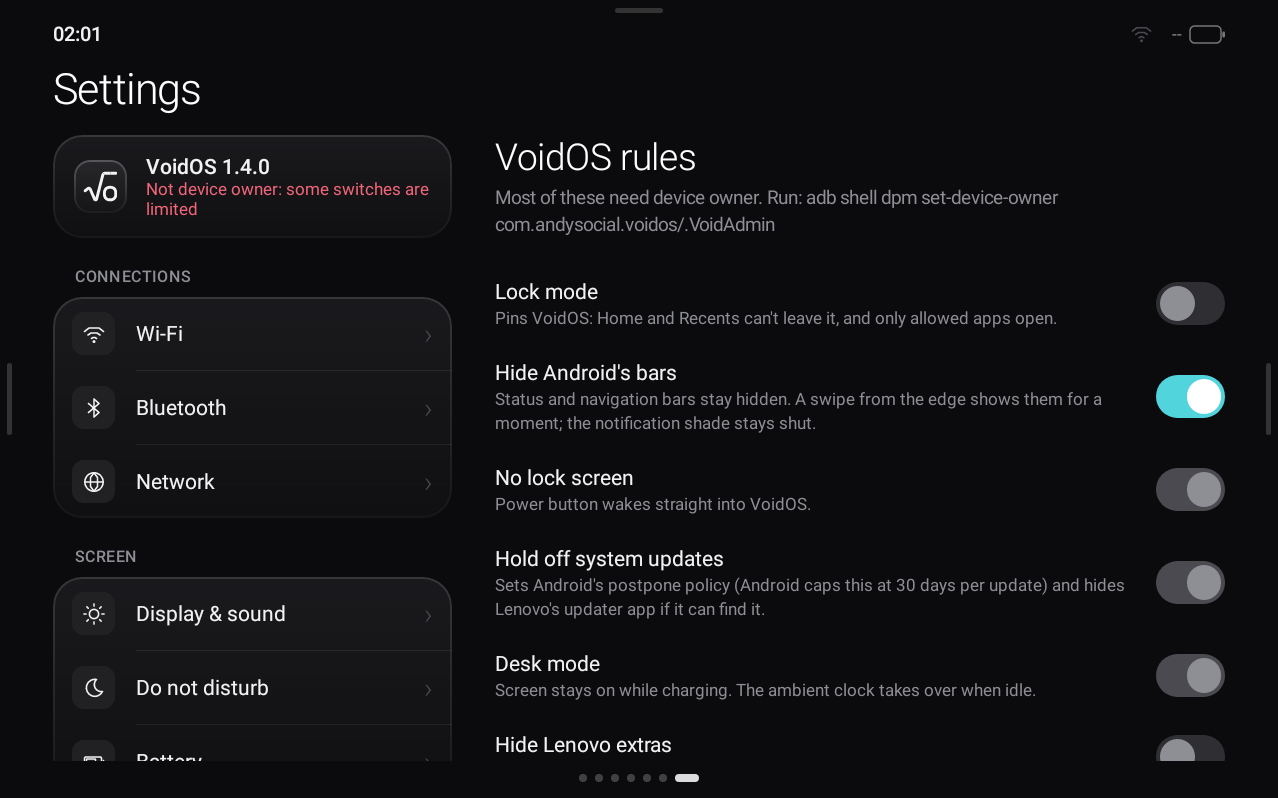 02:01
--
Settings
VoidOS 1.4.0
Not device owner: some switches are
limited
CONNECTIONS
Wi-Fi
Bluetooth
Network
SCREEN
Display & sound
Do not disturb
Battery
VoidOS rules
Most of these need device owner. Run: adb shell dpm set-device-owner
com.andysocial.voidos/.VoidAdmin
Lock mode
Pins VoidOS: Home and Recents can't leave it, and only allowed apps open.
Hide Android's bars
Status and navigation bars stay hidden. A swipe from the edge shows them for a
moment; the notification shade stays shut.
No lock screen
Power button wakes straight into VoidOS.
Hold off system updates
Sets Android's postpone policy (Android caps this at 30 days per update) and hides
Lenovo's updater app if it can find it.
Desk mode
Screen stays on while charging. The ambient clock takes over when idle.
Hide Lenovo extras